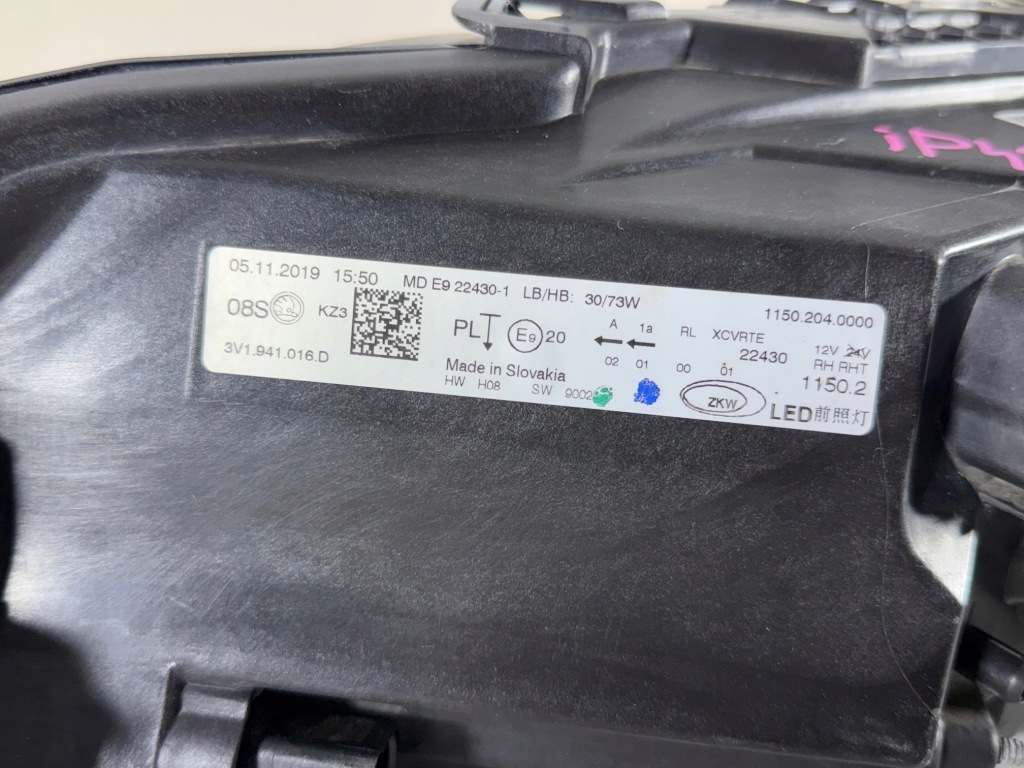 05.11.2019 15:50 MD E9 22430-1 LB/HB: 30/73W 1150.204.0000
08S KZ3 PL E9 20 A 1a RL XCVRTE 22430 12V 24V
02 01 00 01 RH RHT
3V1.941.016.D Made in Slovakia 1150.2
HW H08 SW 9002 ZKW LED前照灯